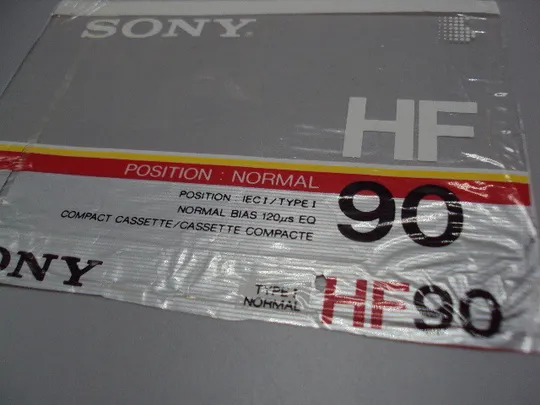 SONY®
HF
POSITION : NORMAL
90
POSITION : IEC I / TYPE I
NORMAL BIAS 120µs EQ
COMPACT CASSETTE/CASSETTE COMPACTE
ONY
TYPE I
NORMAL
HF90